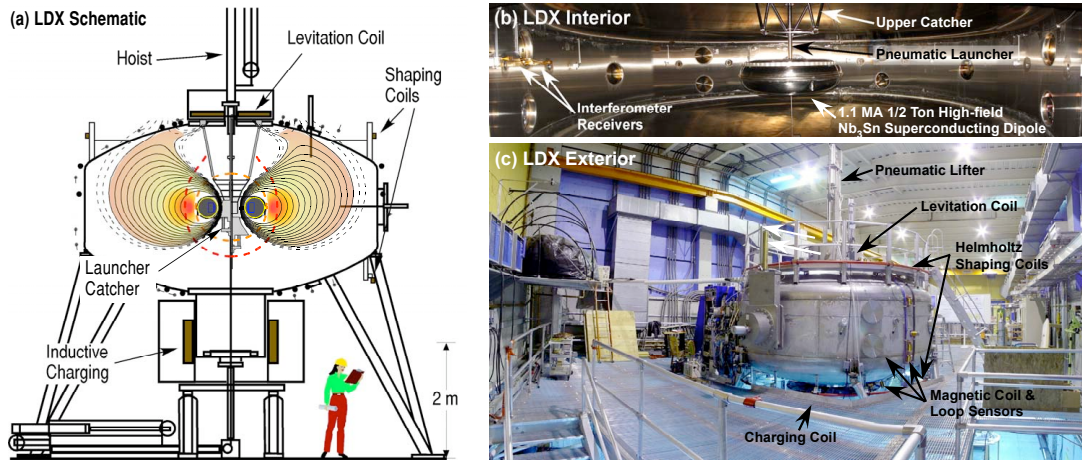 (a) LDX Schematic
Hoist
Levitation Coil
Shaping
Coils
Launcher
Catcher
Inductive
Charging
2 m
(b) LDX Interior
Upper Catcher
Pneumatic Launcher
Interferometer
Receivers
1.1 MA 1/2 Ton High-field
Nb3Sn Superconducting Dipole
(c) LDX Exterior
Pneumatic Lifter
Levitation Coil
Helmholtz
Shaping Coils
Magnetic Coil &
Loop Sensors
Charging Coil